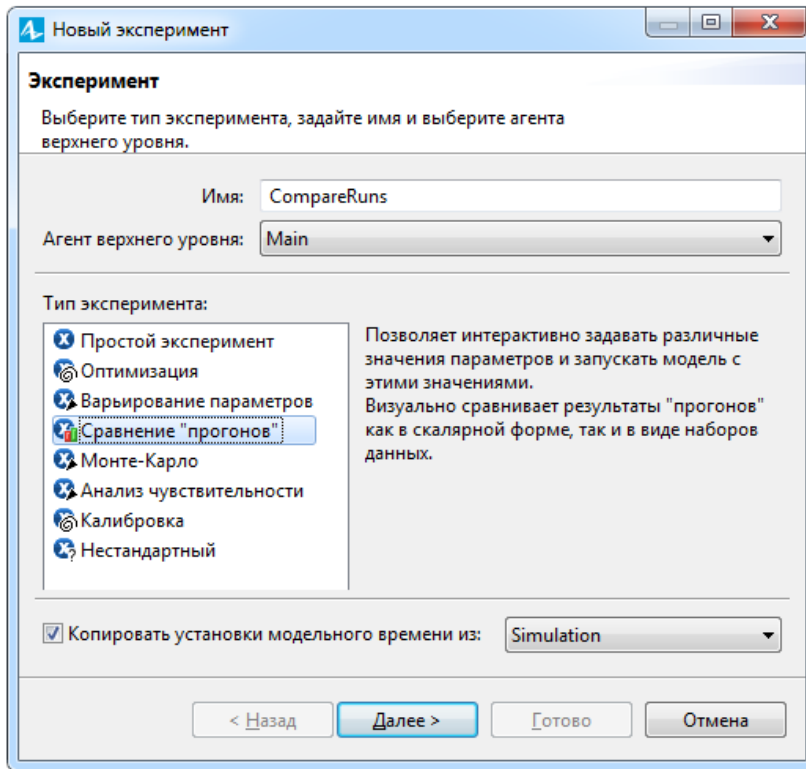 Новый эксперимент
Эксперимент
Выберите тип эксперимента, задайте имя и выберите агента
верхнего уровня.
Имя: CompareRuns
Агент верхнего уровня: Main
Тип эксперимента:
Простой эксперимент
Оптимизация
Варьирование параметров
Сравнение "прогонов"
Монте-Карло
Анализ чувствительности
Калибровка
Нестандартный
Позволяет интерактивно задавать различные
значения параметров и запускать модель с
этими значениями.
Визуально сравнивает результаты "прогонов"
как в скалярной форме, так и в виде наборов
данных.
Копировать установки модельного времени из: Simulation
< Назад Далее > Готово Отмена